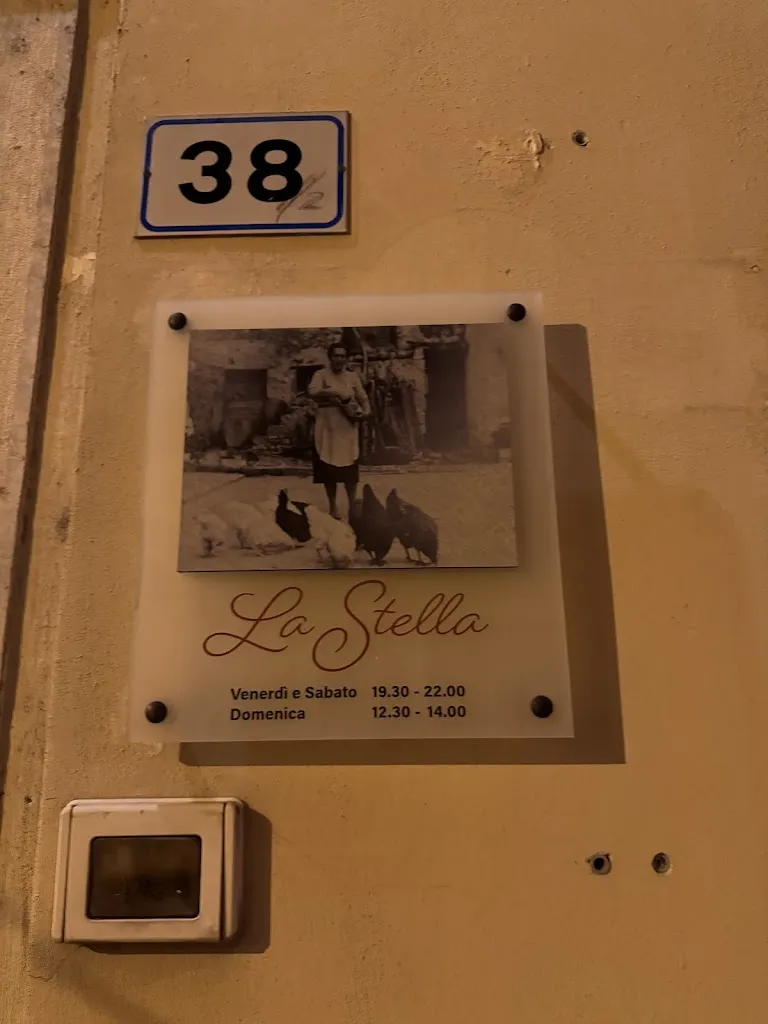 38
La Stella
Venerdì e Sabato 19.30 - 22.00
Domenica 12.30 - 14.00